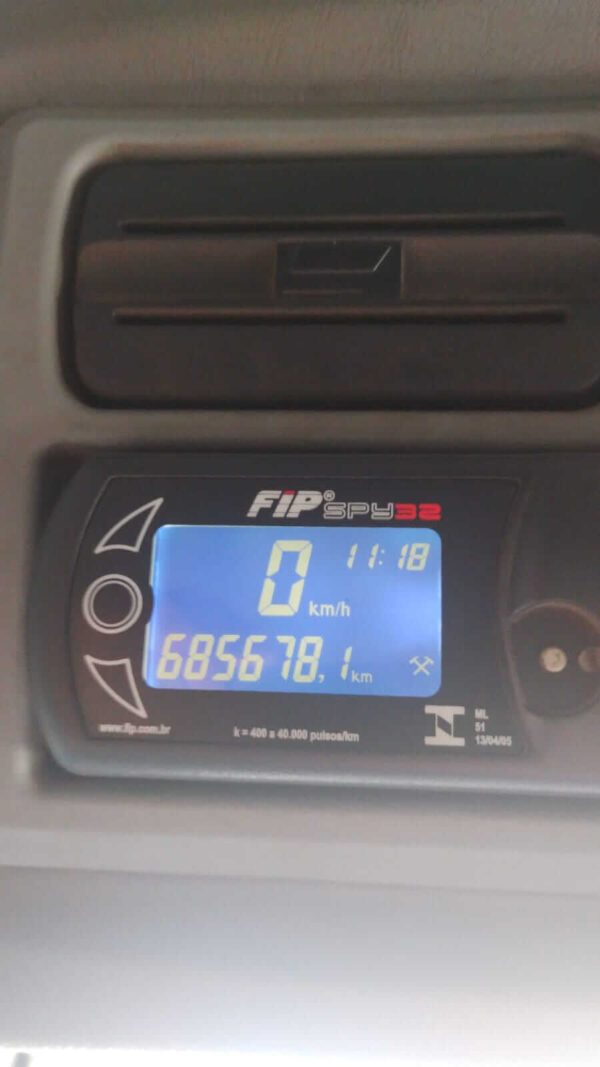 FIP® SPY32
11:18
0 km/h
685678,1 km
www.fip.com.br
k = 400 a 40.000 pulsos/km
ML
51
13/04/05